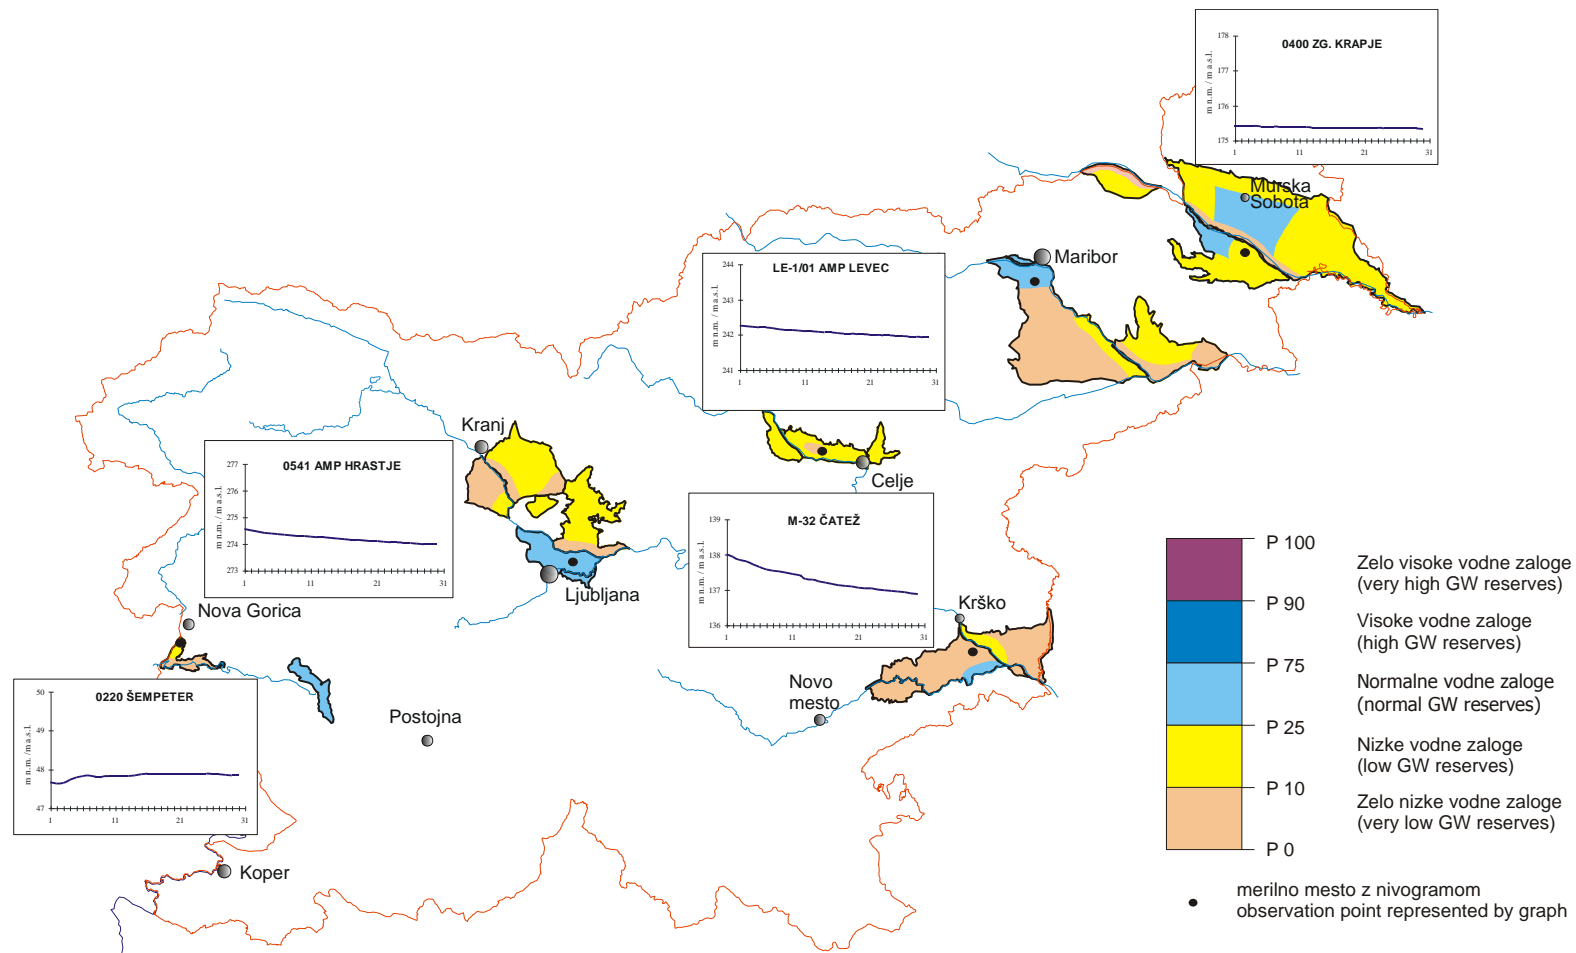 0400 ZG. KRAPJE
178
177
176
175
1 11 21 31
Murska
Sobota
Maribor
LE-1/01 AMP LEVEC
m n.m. / m a.s.l.
244
243
242
241
1 11 21 31
Kranj
Celje
0541 AMP HRASTJE
m n.m. / m a.s.l.
277
276
275
274
273
1 11 21 31
Ljubljana
M-32 ČATEŽ
m n.m. / m a.s.l.
139
138
137
136
1 11 21 31
Nova Gorica
Krško
Novo
mesto
0220 ŠEMPETER
m n.m. / m a.s.l.
50
49
48
47
1 11 21 31
Postojna
Koper
P 100
Zelo visoke vodne zaloge
(very high GW reserves)
P 90
Visoke vodne zaloge
(high GW reserves)
P 75
Normalne vodne zaloge
(normal GW reserves)
P 25
Nizke vodne zaloge
(low GW reserves)
P 10
Zelo nizke vodne zaloge
(very low GW reserves)
P 0
merilno mesto z nivogramom
observation point represented by graph